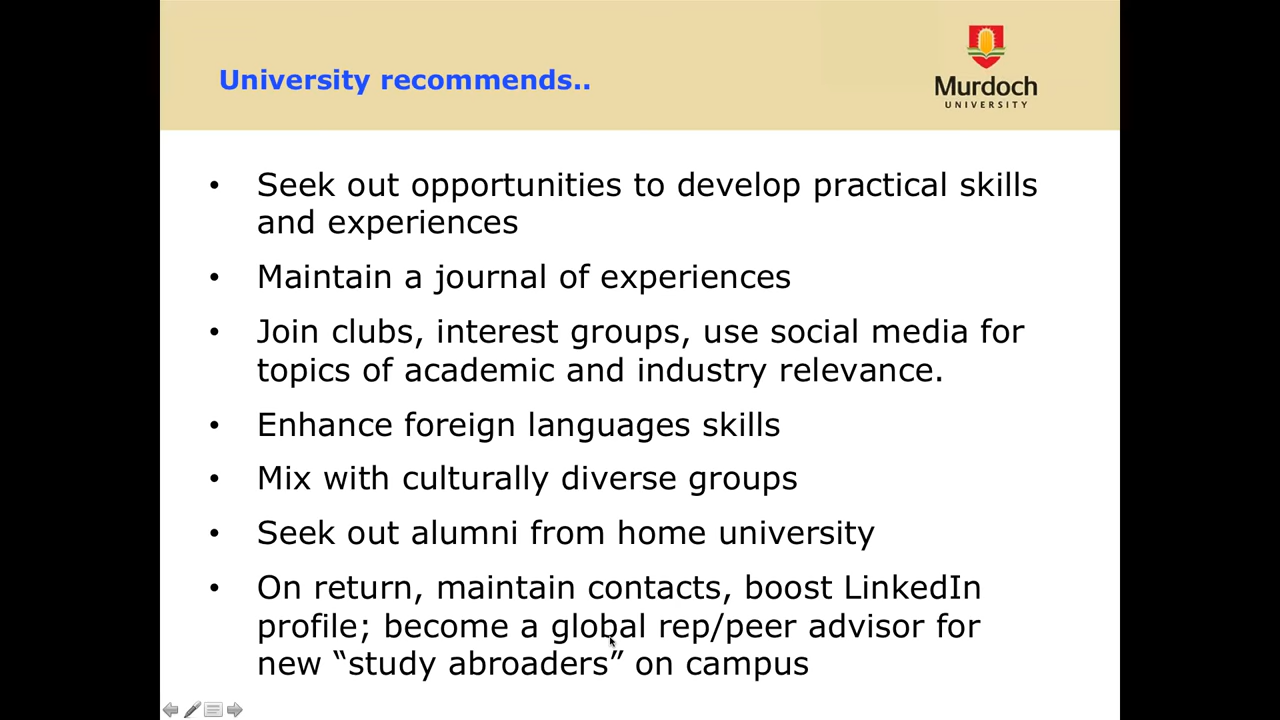 University recommends..
Murdoch
UNIVERSITY
• Seek out opportunities to develop practical skills
and experiences
• Maintain a journal of experiences
• Join clubs, interest groups, use social media for
topics of academic and industry relevance.
• Enhance foreign languages skills
• Mix with culturally diverse groups
• Seek out alumni from home university
• On return, maintain contacts, boost LinkedIn
profile; become a global rep/peer advisor for
new “study abroaders” on campus